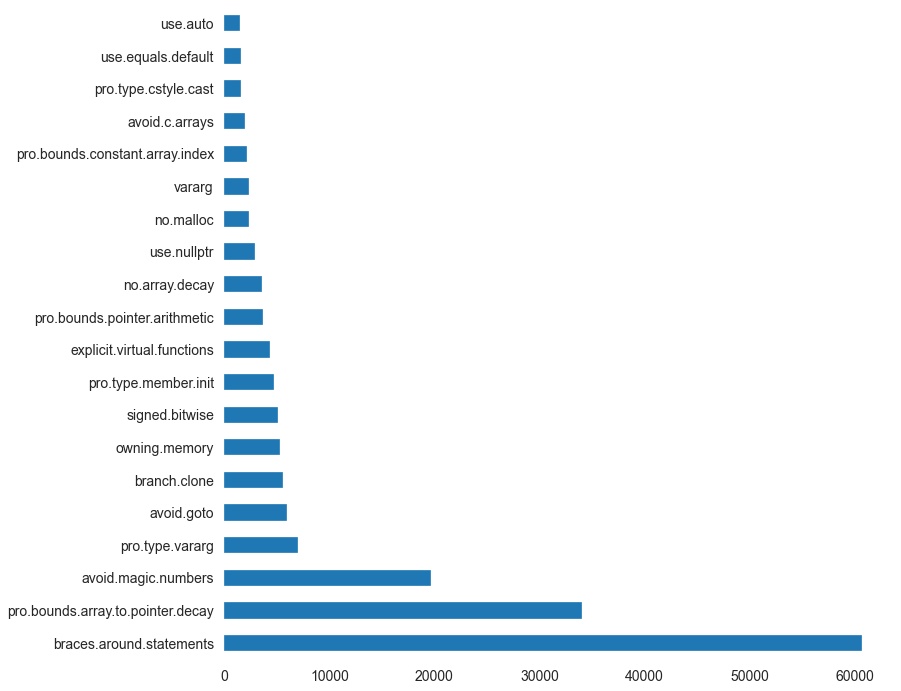 use.auto
use.equals.default
pro.type.cstyle.cast
avoid.c.arrays
pro.bounds.constant.array.index
vararg
no.malloc
use.nullptr
no.array.decay
pro.bounds.pointer.arithmetic
explicit.virtual.functions
pro.type.member.init
signed.bitwise
owning.memory
branch.clone
avoid.goto
pro.type.vararg
avoid.magic.numbers
pro.bounds.array.to.pointer.decay
braces.around.statements
0 10000 20000 30000 40000 50000 60000